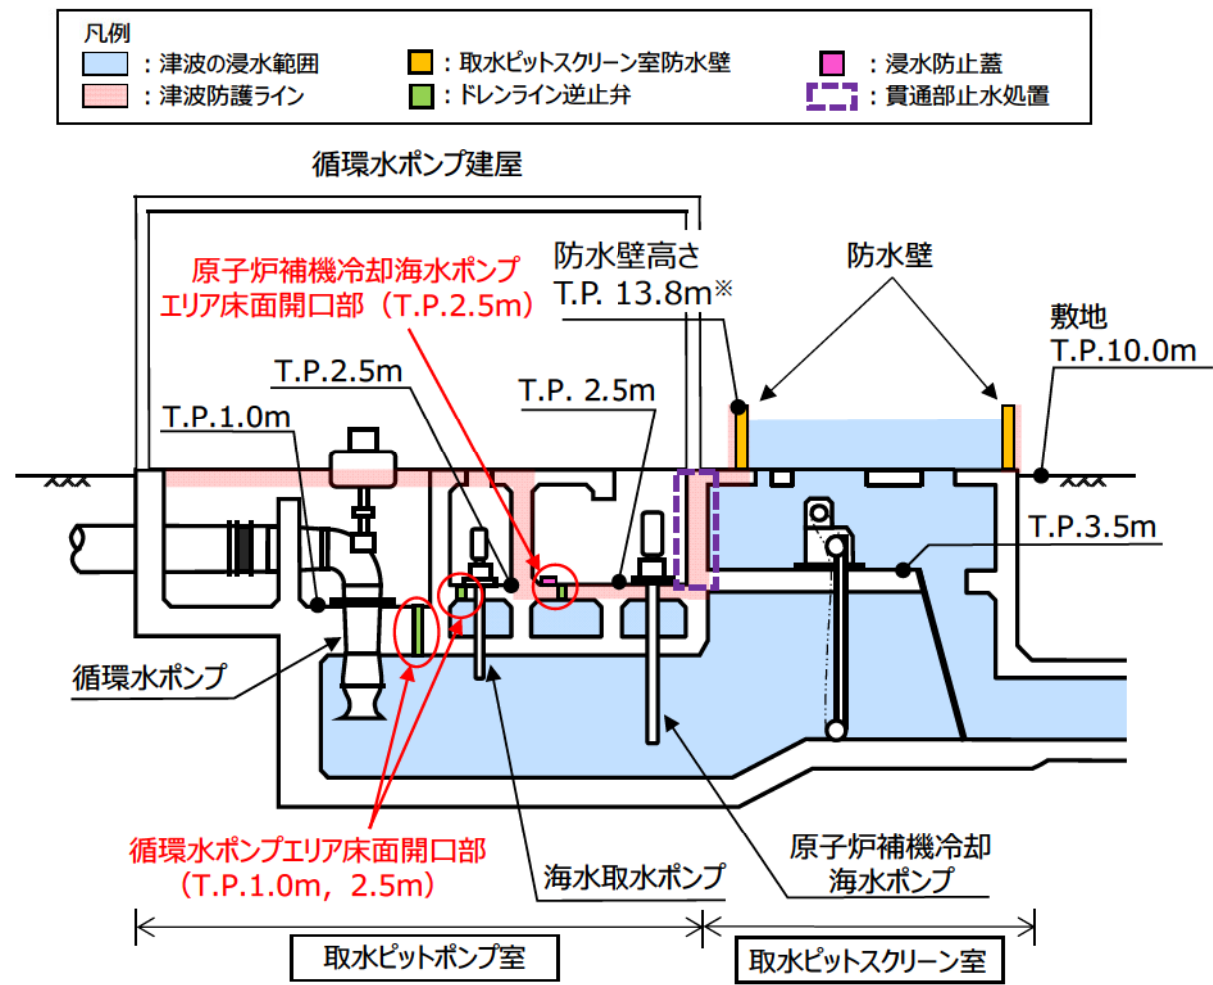 凡例
：津波の浸水範囲
：取水ピットスクリーン室防水壁
：浸水防止蓋
：津波防護ライン
：ドレンライン逆止弁
：貫通部止水処置
循環水ポンプ建屋
原子炉補機冷却海水ポンプ
エリア床面開口部（T.P.2.5m）
防水壁高さ
T.P. 13.8m※
防水壁
敷地
T.P.10.0m
T.P.2.5m
T.P. 2.5m
T.P.1.0m
T.P.3.5m
循環水ポンプ
循環水ポンプエリア床面開口部
（T.P.1.0m，2.5m）
海水取水ポンプ
原子炉補機冷却
海水ポンプ
取水ピットポンプ室
取水ピットスクリーン室